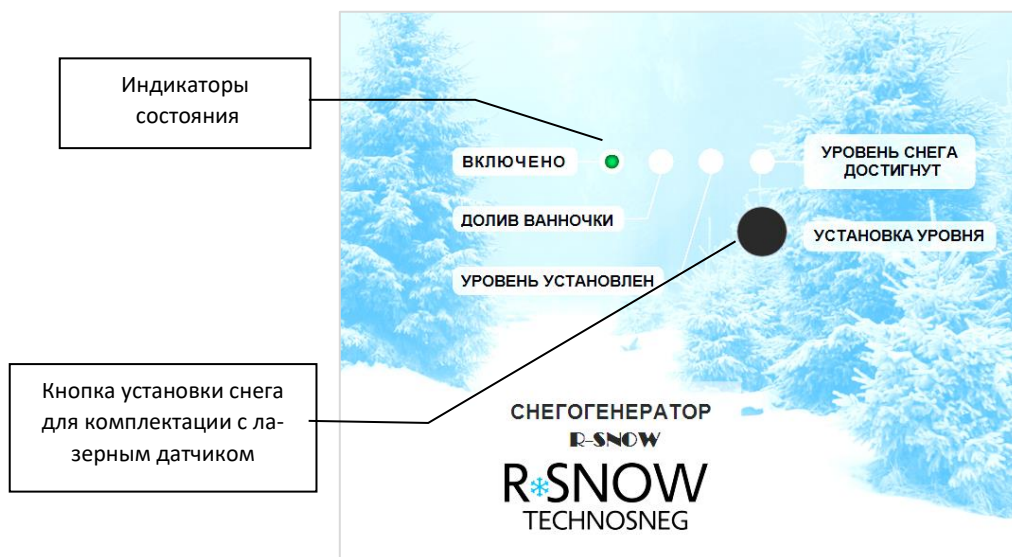 Индикаторы
состояния
ВКЛЮЧЕНО
УРОВЕНЬ СНЕГА
ДОСТИГНУТ
ДОЛИВ ВАННОЧКИ
УСТАНОВКА УРОВНЯ
УРОВЕНЬ УСТАНОВЛЕН
Кнопка установки снега
для комплектации с ла-
зерным датчиком
СНЕГОГЕНЕРАТОР
R-SNOW
R*SNOW
TECHNOSNEG